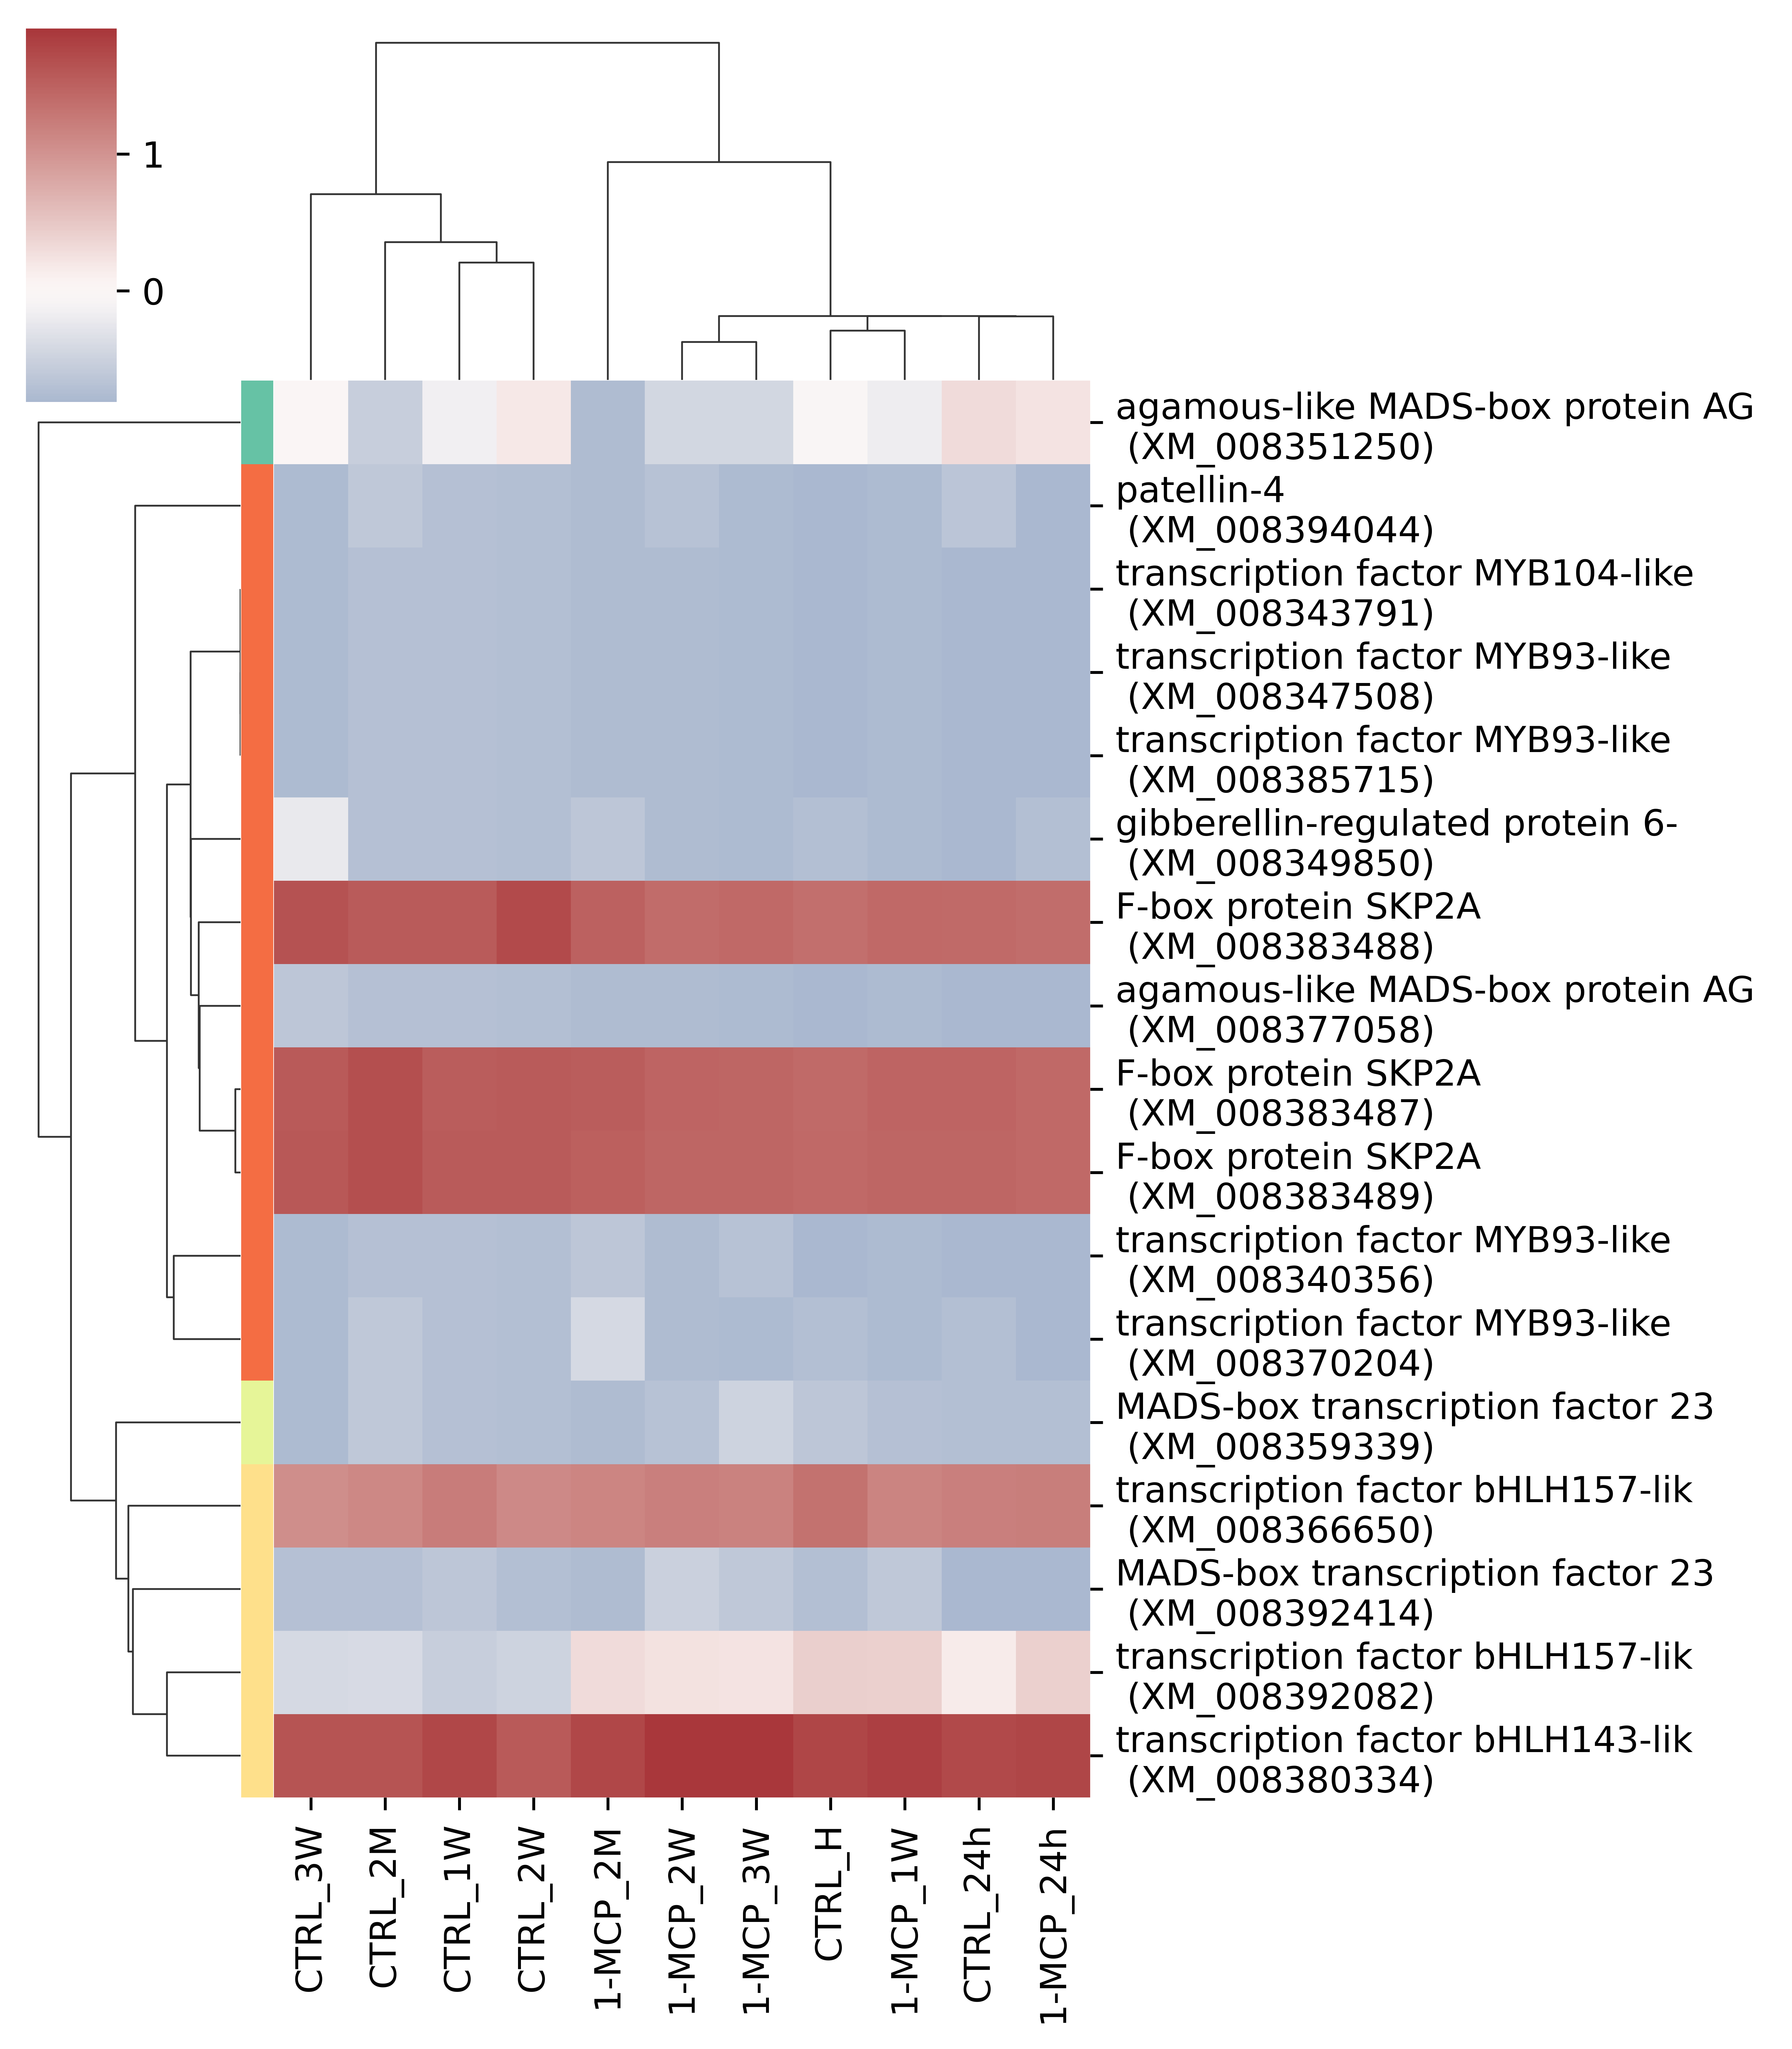 1
0
agamous-like MADS-box protein AG
(XM_008351250)
patellin-4
(XM_008394044)
transcription factor MYB104-like
(XM_008343791)
transcription factor MYB93-like
(XM_008347508)
transcription factor MYB93-like
(XM_008385715)
gibberellin-regulated protein 6-
(XM_008349850)
F-box protein SKP2A
(XM_008383488)
agamous-like MADS-box protein AG
(XM_008377058)
F-box protein SKP2A
(XM_008383487)
F-box protein SKP2A
(XM_008383489)
transcription factor MYB93-like
(XM_008340356)
transcription factor MYB93-like
(XM_008370204)
MADS-box transcription factor 23
(XM_008359339)
transcription factor bHLH157-lik
(XM_008366650)
MADS-box transcription factor 23
(XM_008392414)
transcription factor bHLH157-lik
(XM_008392082)
transcription factor bHLH143-lik
(XM_008380334)
CTRL_3W
CTRL_2M
CTRL_1W
CTRL_2W
1-MCP_2M
1-MCP_2W
1-MCP_3W
CTRL_H
1-MCP_1W
CTRL_24h
1-MCP_24h